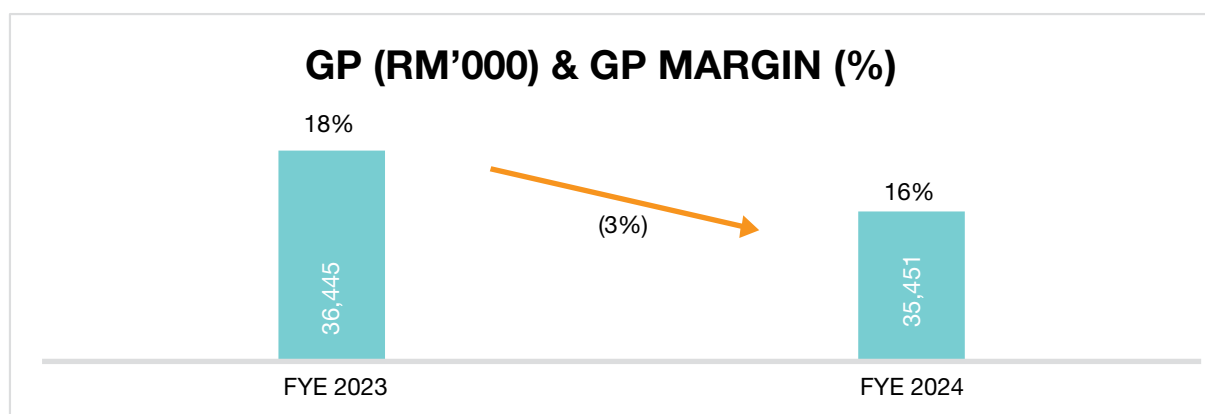 GP (RM’000) & GP MARGIN (%)
18%
16%
(3%)
36,445
35,451
FYE 2023
FYE 2024